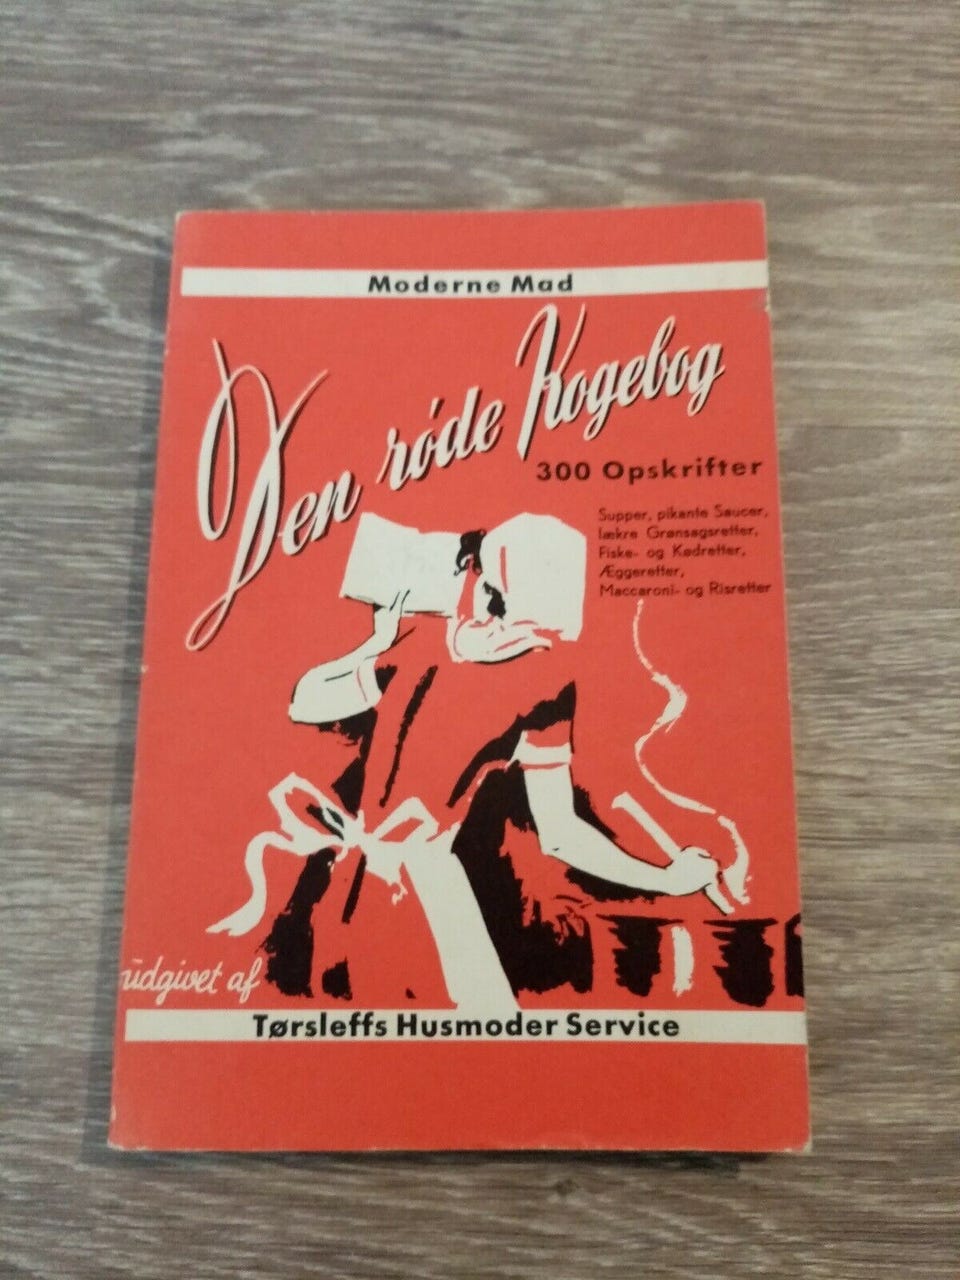 Moderne Mad
Den røde Kogebog
300 Opskrifter
Supper, pikante Saucer,
lækre Grønsagsretter,
Fiske- og Kødretter,
Æggeretter,
Maccaroni- og Risretter
udgivet af
Tørsleffs Husmoder Service